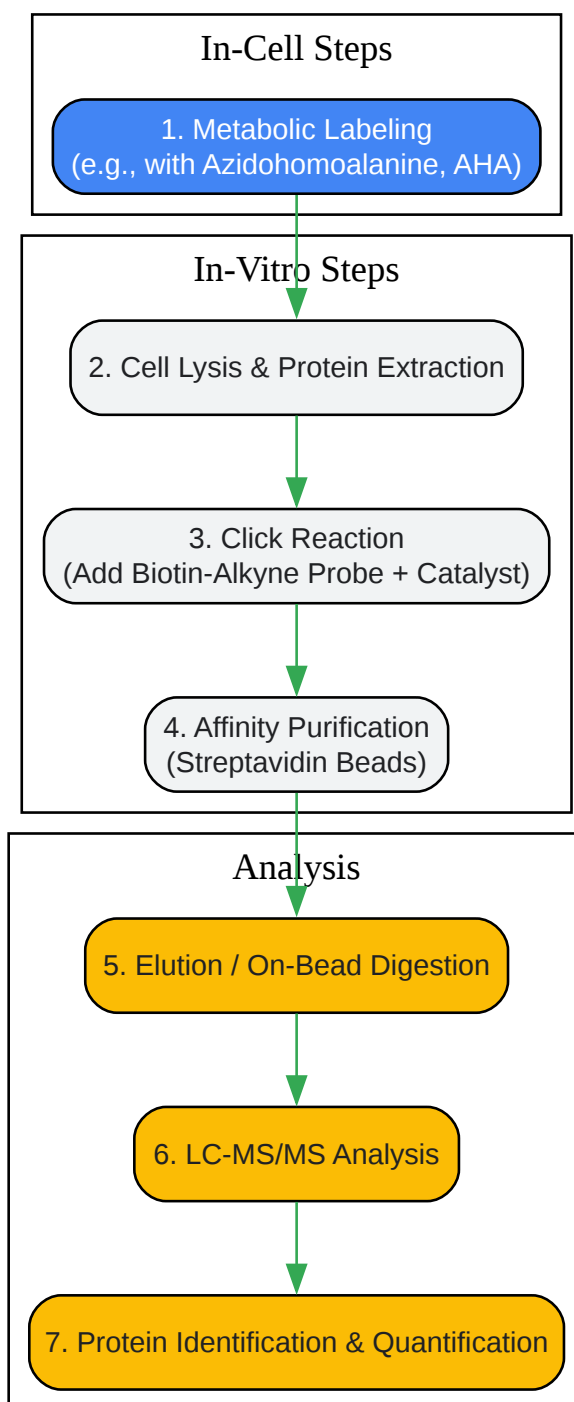 In-Cell Steps
1. Metabolic Labeling
(e.g., with Azidohomoalanine, AHA)
In-Vitro Steps
2. Cell Lysis & Protein Extraction
3. Click Reaction
(Add Biotin-Alkyne Probe + Catalyst)
4. Affinity Purification
(Streptavidin Beads)
Analysis
5. Elution / On-Bead Digestion
6. LC-MS/MS Analysis
7. Protein Identification & Quantification